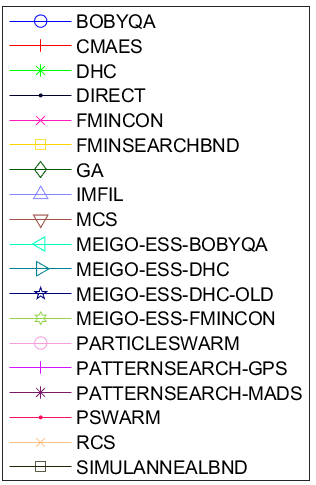 BOBYQA
CMAES
DHC
DIRECT
FMINCON
FMINSEARCHBND
GA
IMFIL
MCS
MEIGO-ESS-BOBYQA
MEIGO-ESS-DHC
MEIGO-ESS-DHC-OLD
MEIGO-ESS-FMINCON
PARTICLESWARM
PATTERNSEARCH-GPS
PATTERNSEARCH-MADS
PSWARM
RCS
SIMULANNEALBND